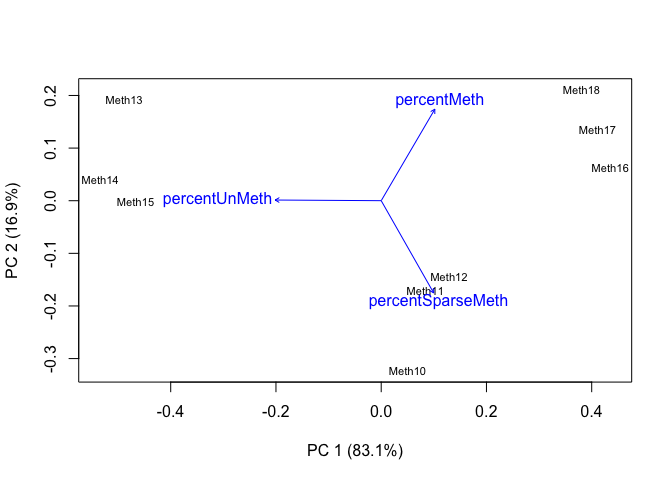 Meth18
0.2
Meth13
percentMeth
Meth17
0.1
Meth16
Meth14
percentUnMeth
Meth15
0.0
PC 2 (16.9%)
-0.1
Meth12
Meth11
percentSparseMeth
-0.2
-0.3
Meth10
-0.4
-0.2
0.0
0.2
0.4
PC 1 (83.1%)